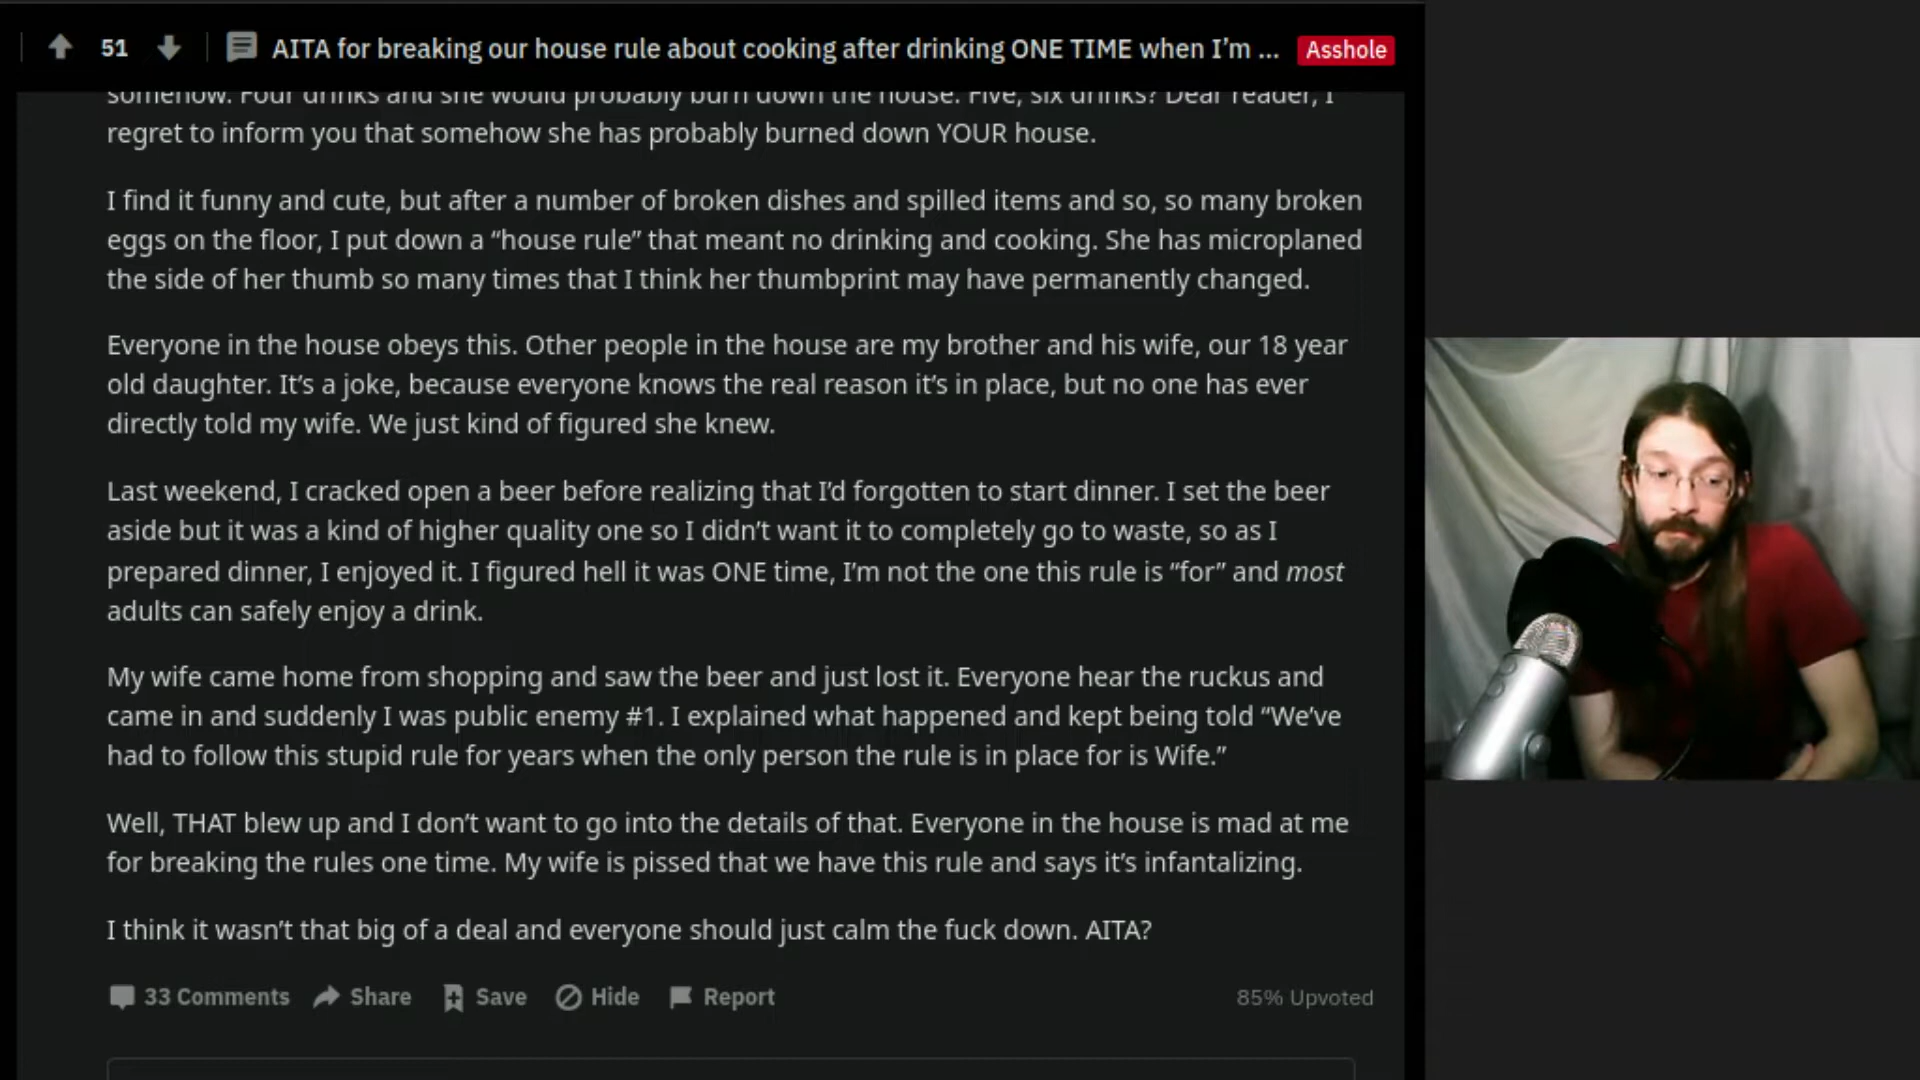 51 AITA for breaking our house rule about cooking after drinking ONE TIME when I’m ... Asshole
somehow. Four drinks and she would probably burn down the house. Five, six drinks? Dear reader, I
regret to inform you that somehow she has probably burned down YOUR house.
I find it funny and cute, but after a number of broken dishes and spilled items and so, so many broken
eggs on the floor, I put down a “house rule” that meant no drinking and cooking. She has microplaned
the side of her thumb so many times that I think her thumbprint may have permanently changed.
Everyone in the house obeys this. Other people in the house are my brother and his wife, our 18 year
old daughter. It’s a joke, because everyone knows the real reason it’s in place, but no one has ever
directly told my wife. We just kind of figured she knew.
Last weekend, I cracked open a beer before realizing that I’d forgotten to start dinner. I set the beer
aside but it was a kind of higher quality one so I didn’t want it to completely go to waste, so as I
prepared dinner, I enjoyed it. I figured hell it was ONE time, I’m not the one this rule is “for” and most
adults can safely enjoy a drink.
My wife came home from shopping and saw the beer and just lost it. Everyone hear the ruckus and
came in and suddenly I was public enemy #1. I explained what happened and kept being told “We’ve
had to follow this stupid rule for years when the only person the rule is in place for is Wife.”
Well, THAT blew up and I don’t want to go into the details of that. Everyone in the house is mad at me
for breaking the rules one time. My wife is pissed that we have this rule and says it’s infantalizing.
I think it wasn’t that big of a deal and everyone should just calm the fuck down. AITA?
33 Comments Share Save Hide Report 85% Upvoted